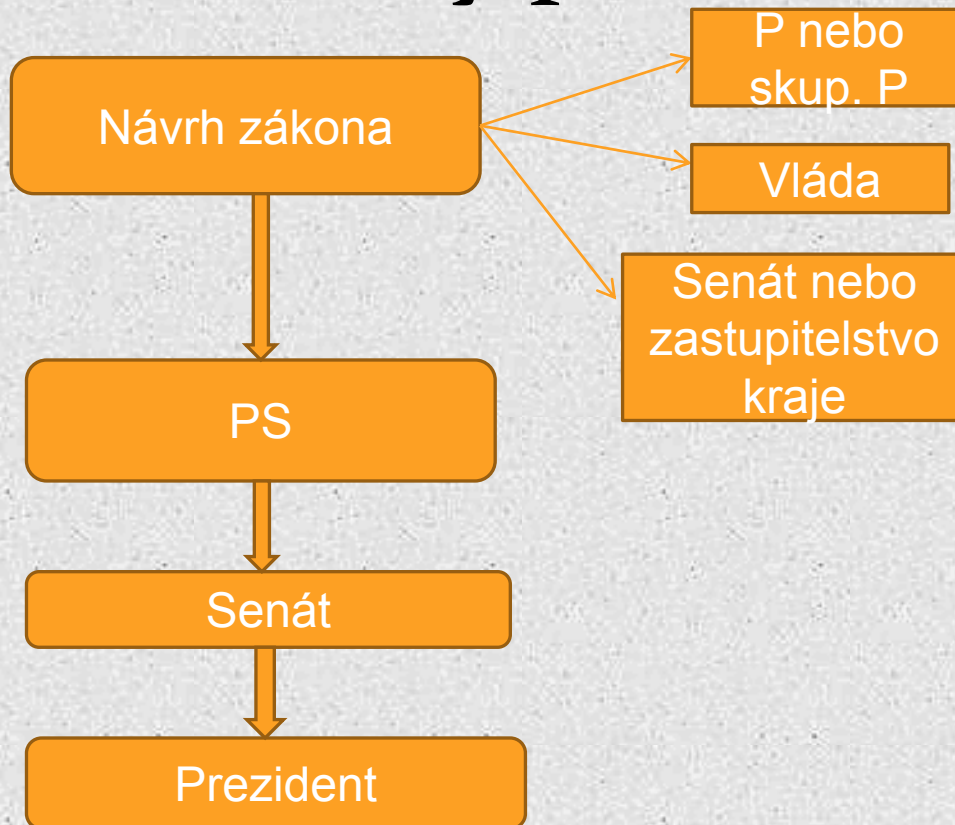 Návrh zákona
P nebo
skup. P
Vláda
Senát nebo
zastupitelstvo
kraje
PS
Senát
Prezident